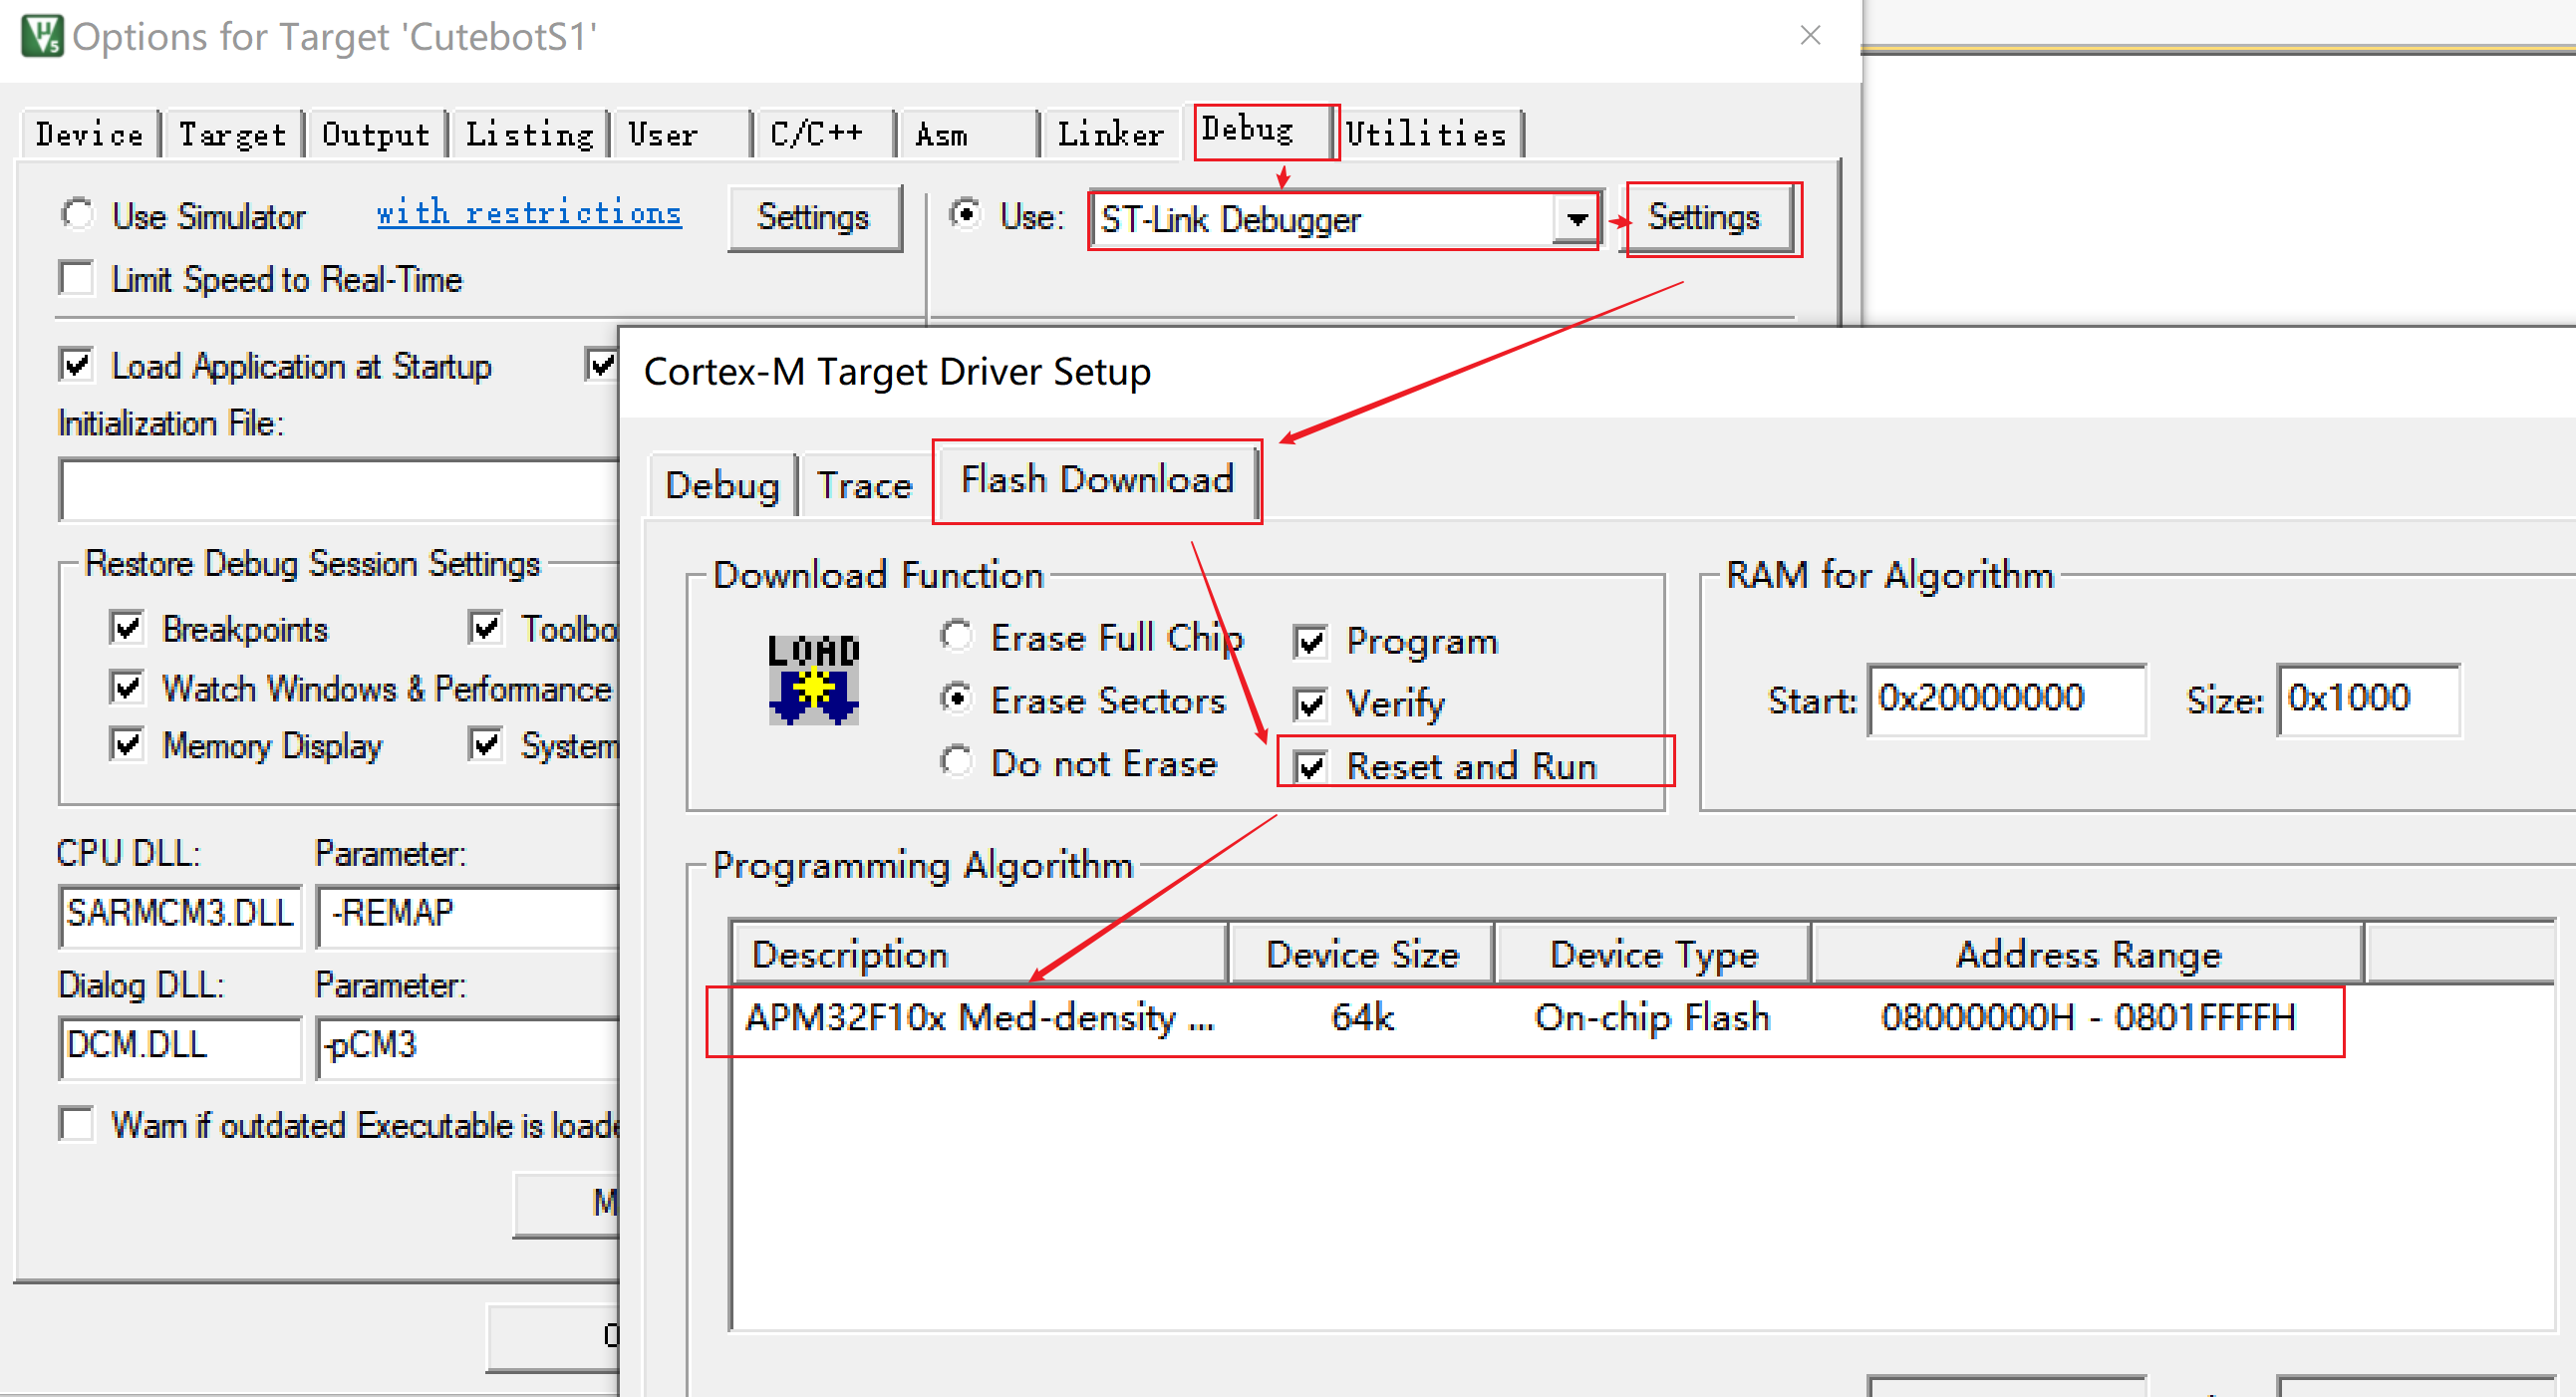 Options for Target 'CutebotS1'
Device Target Output Listing User C/C++ Asm Linker Debug Utilities
Use Simulator with restrictions Settings Use: ST-Link Debugger Settings
Limit Speed to Real-Time
Load Application at Startup
Initialization File:
Restore Debug Session Settings
Breakpoints Toolbo
Watch Windows & Performance
Memory Display System
CPU DLL: Parameter:
SARMCM3.DLL -REMAP
Dialog DLL: Parameter:
DCM.DLL -pCM3
Warn if outdated Executable is loade
M
O
Cortex-M Target Driver Setup
Debug Trace Flash Download
Download Function
LOAD
Erase Full Chip Program
Erase Sectors Verify
Do not Erase Reset and Run
RAM for Algorithm
Start: 0x20000000 Size: 0x1000
Programming Algorithm
Description Device Size Device Type Address Range
APM32F10x Med-density ... 64k On-chip Flash 08000000H - 0801FFFFH